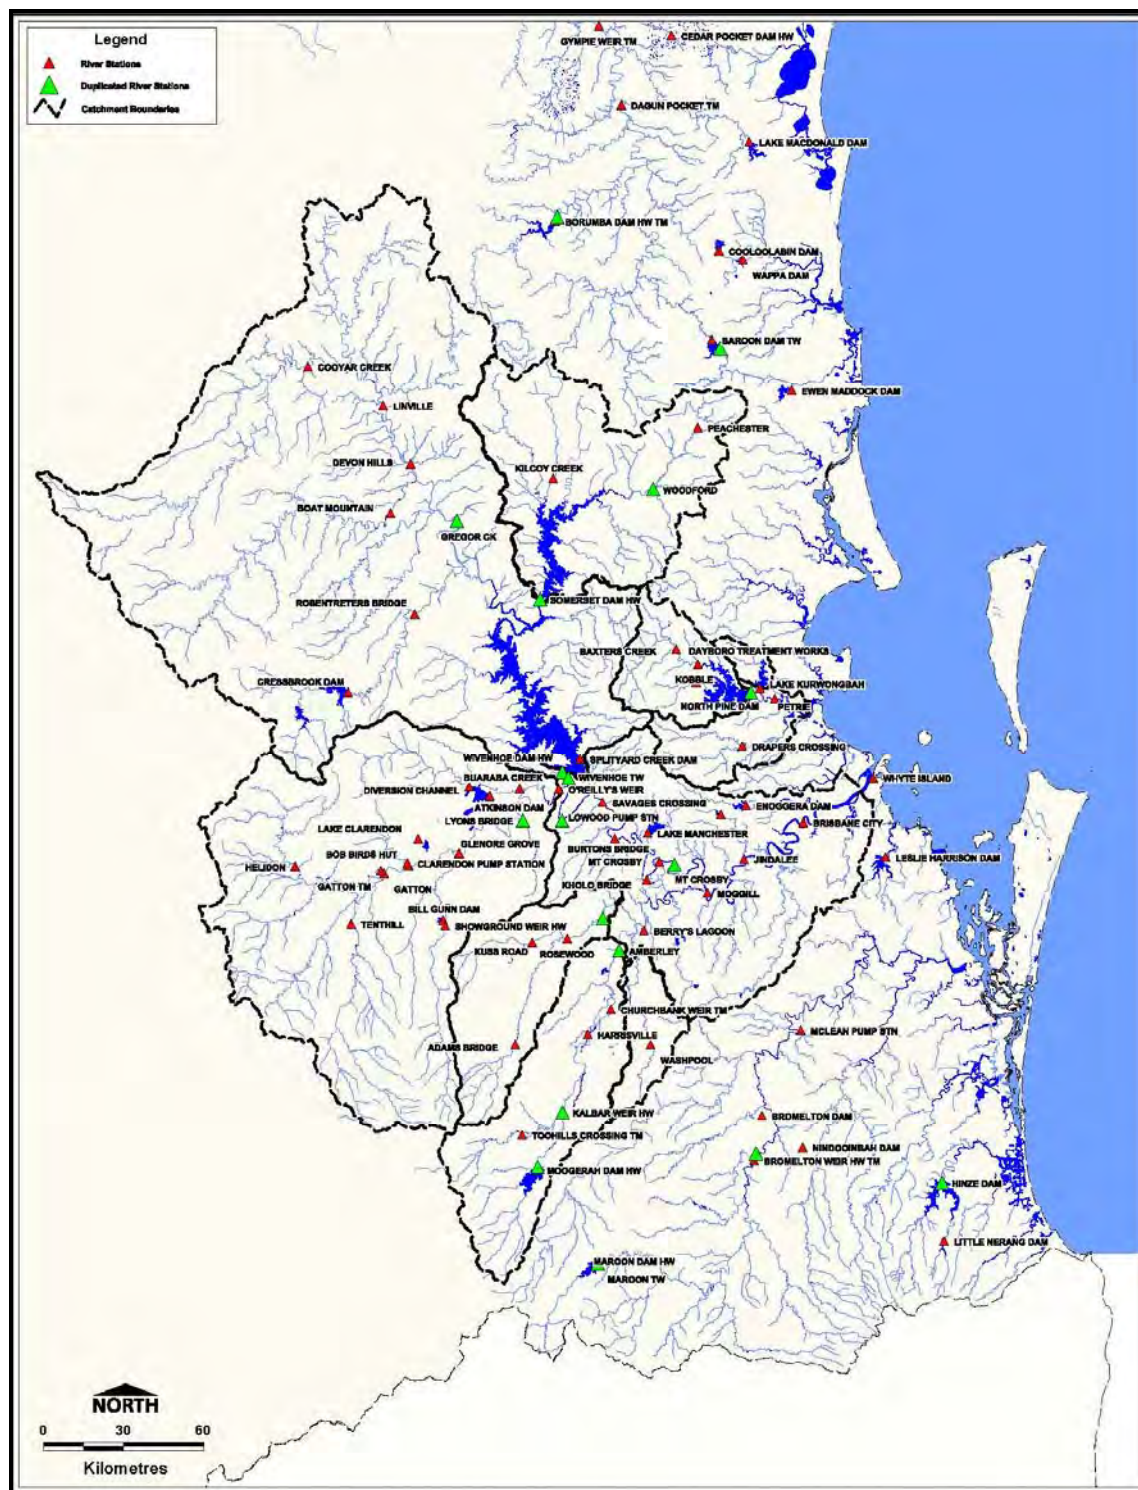 Legend
River Stations
Duplicated River Stations
Catchment Boundaries
GYMPIE WEIR TM
CEDAR POCKET DAM HW
DAGUN POCKET TM
LAKE MACDONALD DAM
BORUMBA DAM HW TM
COOLOOLABIN DAM
WAPPA DAM
BAROON DAM TW
COOYAR CREEK
EWEN MADDOCK DAM
LINVILLE
PEACHESTER
DEVON HILLS
KILCOY CREEK
WOODFORD
BOAT MOUNTAIN
GREGOR CK
SOMERSET DAM HW
ROSENTRETERS BRIDGE
BAXTERS CREEK
DAYBORO TREATMENT WORKS
CRESSBROOK DAM
KOBBLE
LAKE KURWONGBAH
NORTH PINE DAM
PETRIE
DRAPERS CROSSING
WIVENHOE DAM HW
SPLITYARD CREEK DAM
BUARABA CREEK
WIVENHOE TW
WHYTE ISLAND
DIVERSION CHANNEL
O'REILLY'S WEIR
ATKINSON DAM
SAVAGES CROSSING
ENOGGERA DAM
LYONS BRIDGE
LOWOOD PUMP STN
BRISBANE CITY
LAKE CLARENDON
LAKE MANCHESTER
GLENORE GROVE
BURTONS BRIDGE
BOB BIRDS HUT
CLARENDON PUMP STATION
MT CROSBY
JINDALEE
LESLIE HARRISON DAM
HELIDON
MT CROSBY
GATTON TM
GATTON
KHOLO BRIDGE
MOGGILL
BILL GUNN DAM
TENTHILL
SHOWGROUND WEIR HW
BERRY'S LAGOON
KUSS ROAD
ROSEWOOD
AMBERLEY
CHURCHBANK WEIR TM
MCLEAN PUMP STN
HARRISVILLE
ADAMS BRIDGE
WASHPOOL
KALBAR WEIR HW
BROMELTON DAM
TOOHILLS CROSSING TM
NINDOOINBAH DAM
BROMELTON WEIR HW TM
MOOGERAH DAM HW
HINZE DAM
LITTLE NERANG DAM
MAROON DAM HW
MAROON TW
NORTH
0 30 60
Kilometres